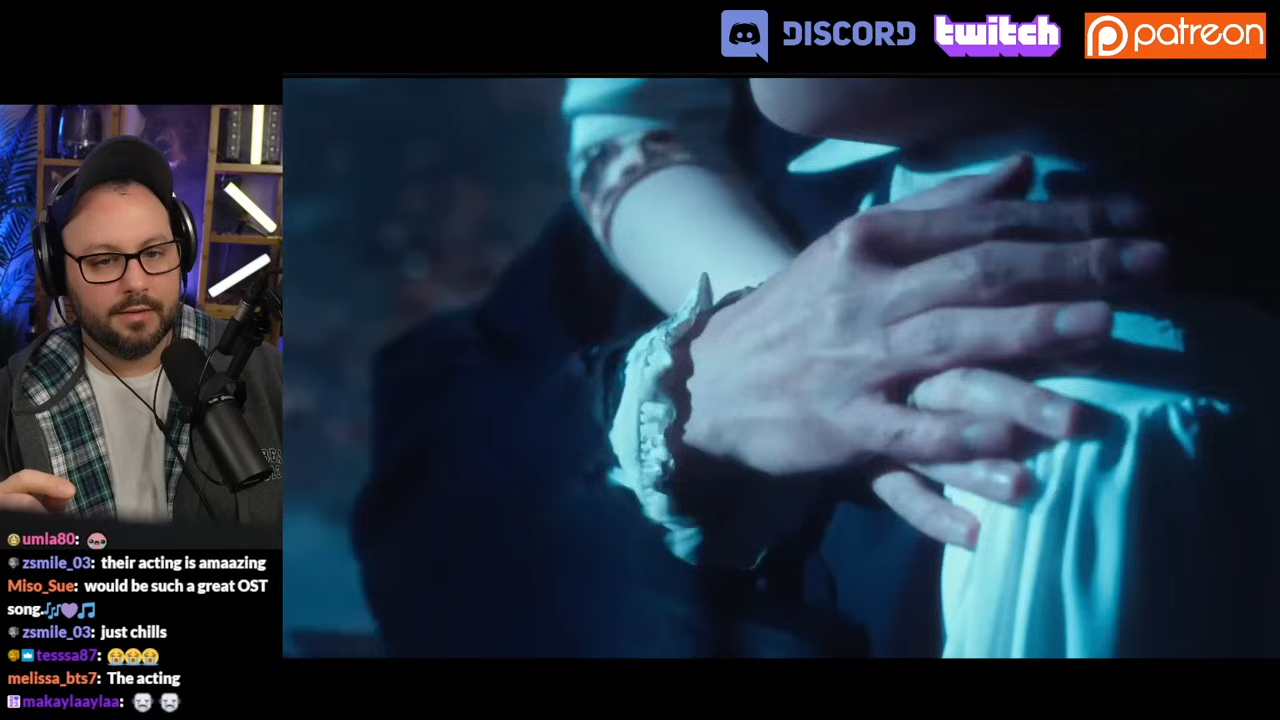 DISCORD twitch patreon
umla80:
zsmile_03: their acting is amaazing
Miso_Sue: would be such a great OST
song.🎶💜🎵
zsmile_03: just chills
tesssa87: 😭😭😭
melissa_bts7: The acting
makaylaaylaa: